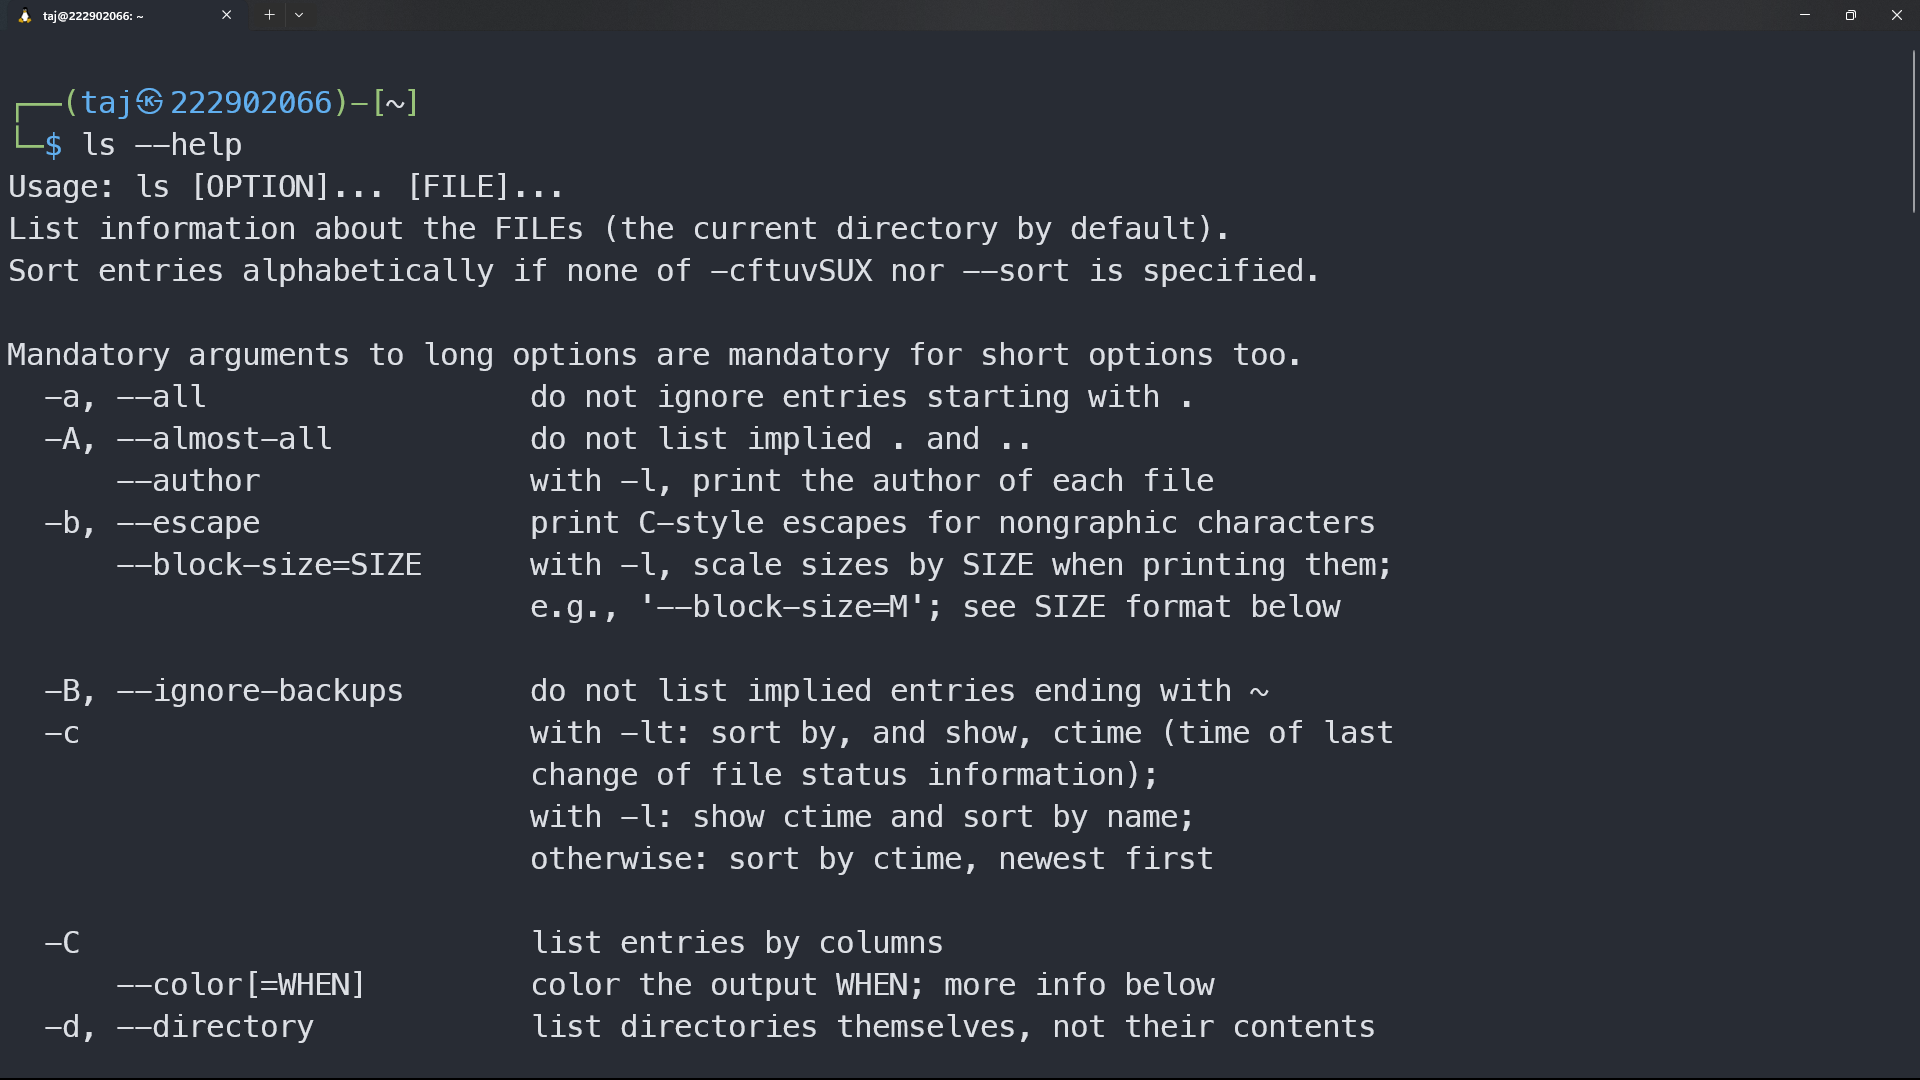 taj@222902066: ~
┌──(taj㉿222902066)-[~]
└─$ ls --help
Usage: ls [OPTION]... [FILE]...
List information about the FILEs (the current directory by default).
Sort entries alphabetically if none of -cftuvSUX nor --sort is specified.

Mandatory arguments to long options are mandatory for short options too.
  -a, --all                  do not ignore entries starting with .
  -A, --almost-all           do not list implied . and ..
      --author               with -l, print the author of each file
  -b, --escape               print C-style escapes for nongraphic characters
      --block-size=SIZE      with -l, scale sizes by SIZE when printing them;
                             e.g., '--block-size=M'; see SIZE format below

  -B, --ignore-backups       do not list implied entries ending with ~
  -c                         with -lt: sort by, and show, ctime (time of last
                             change of file status information);
                             with -l: show ctime and sort by name;
                             otherwise: sort by ctime, newest first

  -C                         list entries by columns
      --color[=WHEN]         color the output WHEN; more info below
  -d, --directory            list directories themselves, not their contents